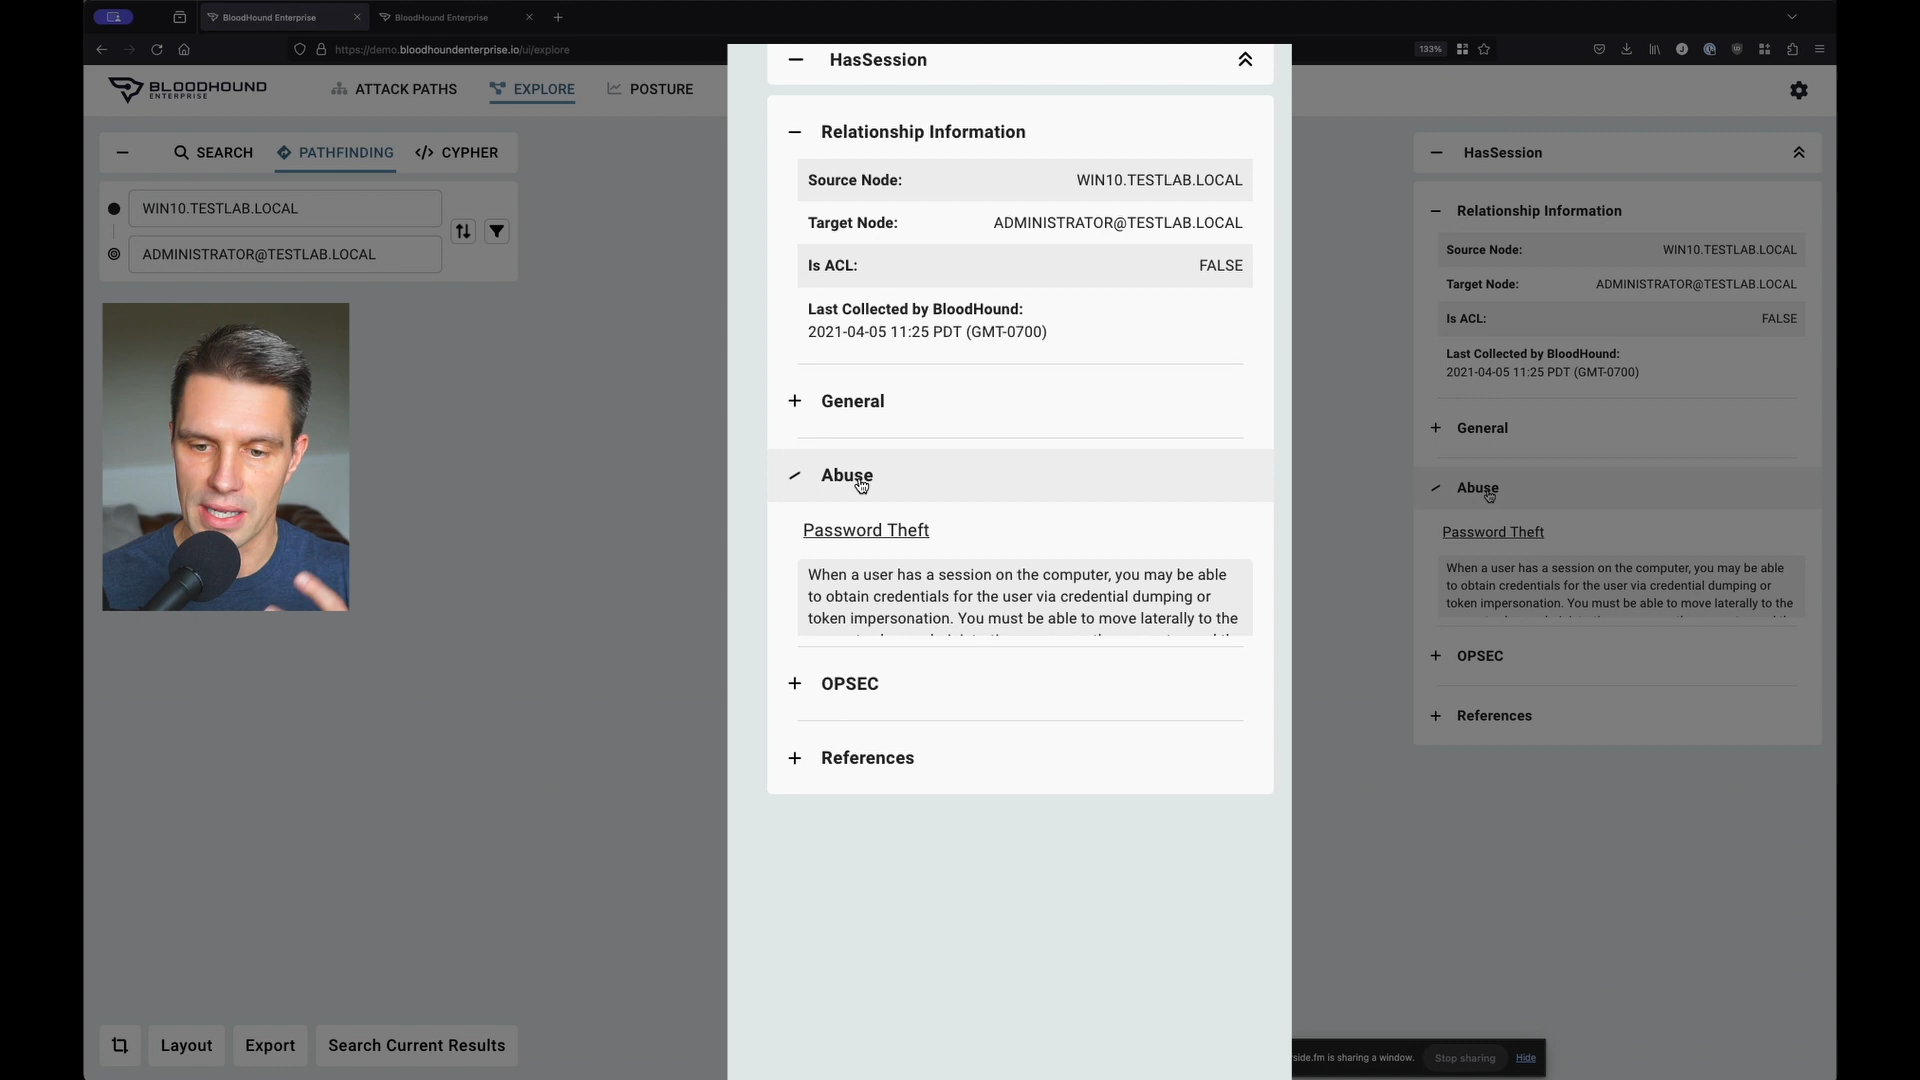 BloodHound Enterprise
BloodHound Enterprise
https://demo.bloodhoundenterprise.io/ui/explore
133%
BLOODHOUND
ENTERPRISE
ATTACK PATHS
EXPLORE
POSTURE
SEARCH
PATHFINDING
CYPHER
WIN10.TESTLAB.LOCAL
ADMINISTRATOR@TESTLAB.LOCAL
HasSession
Relationship Information
Source Node: WIN10.TESTLAB.LOCAL
Target Node: ADMINISTRATOR@TESTLAB.LOCAL
Is ACL: FALSE
Last Collected by BloodHound:
2021-04-05 11:25 PDT (GMT-0700)
General
Abuse
Password Theft
When a user has a session on the computer, you may be able
to obtain credentials for the user via credential dumping or
token impersonation. You must be able to move laterally to the
OPSEC
References
HasSession
Relationship Information
Source Node: WIN10.TESTLAB.LOCAL
Target Node: ADMINISTRATOR@TESTLAB.LOCAL
Is ACL: FALSE
Last Collected by BloodHound:
2021-04-05 11:25 PDT (GMT-0700)
General
Abuse
Password Theft
When a user has a session on the computer, you may be able
to obtain credentials for the user via credential dumping or
token impersonation. You must be able to move laterally to the
OPSEC
References
Layout
Export
Search Current Results
side.fm is sharing a window.
Stop sharing
Hide